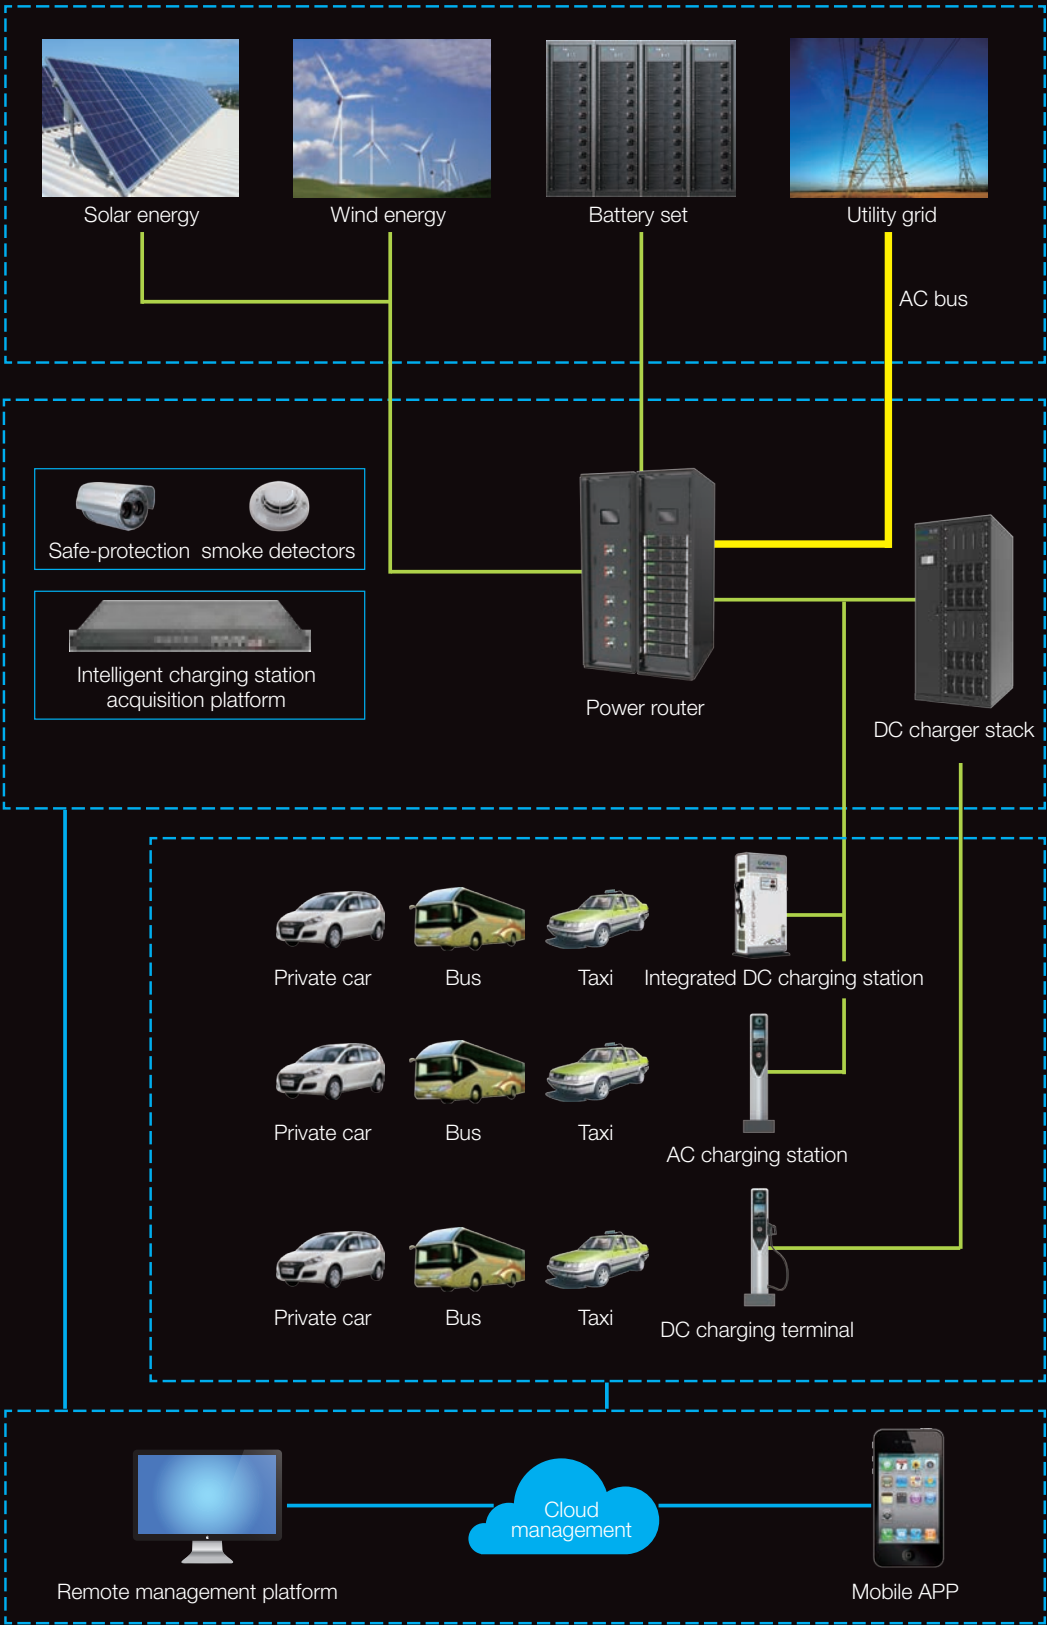 Solar energy
Wind energy
Battery set
Utility grid
AC bus
Safe-protection
smoke detectors
Intelligent charging station
acquisition platform
Power router
DC charger stack
Private car
Bus
Taxi
Integrated DC charging station
Private car
Bus
Taxi
AC charging station
Private car
Bus
Taxi
DC charging terminal
Cloud
management
Remote management platform
Mobile APP